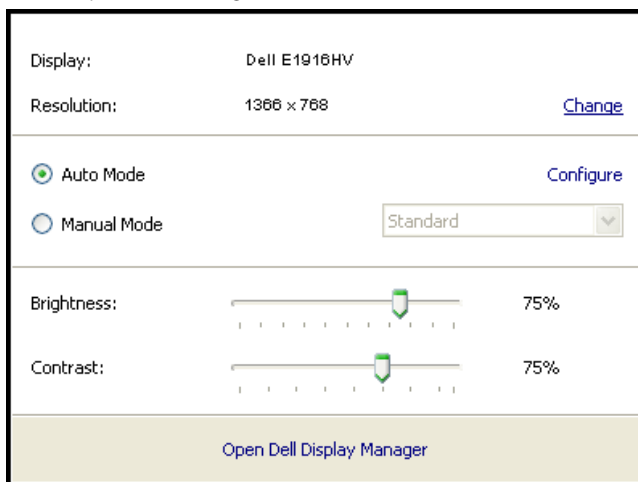 Display: Dell E1916HV
Resolution: 1366 x 768 Change
Auto Mode Configure
Manual Mode Standard
Brightness: 75%
Contrast: 75%
Open Dell Display Manager